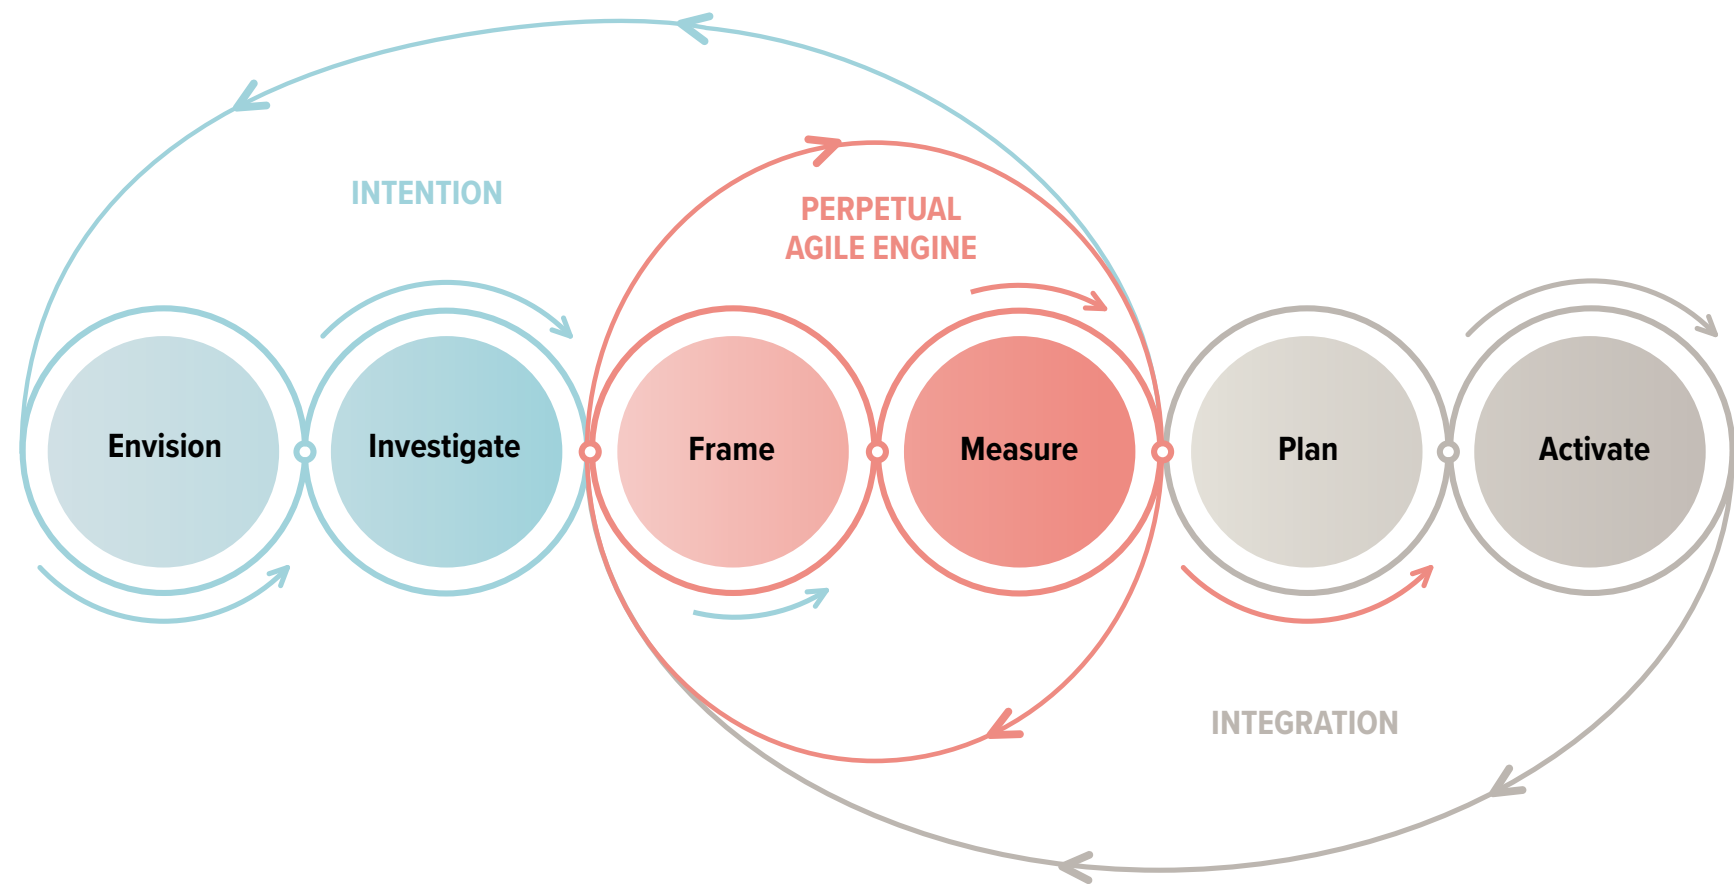 INTENTION
PERPETUAL
AGILE ENGINE
Envision
Investigate
Frame
Measure
Plan
Activate
INTEGRATION